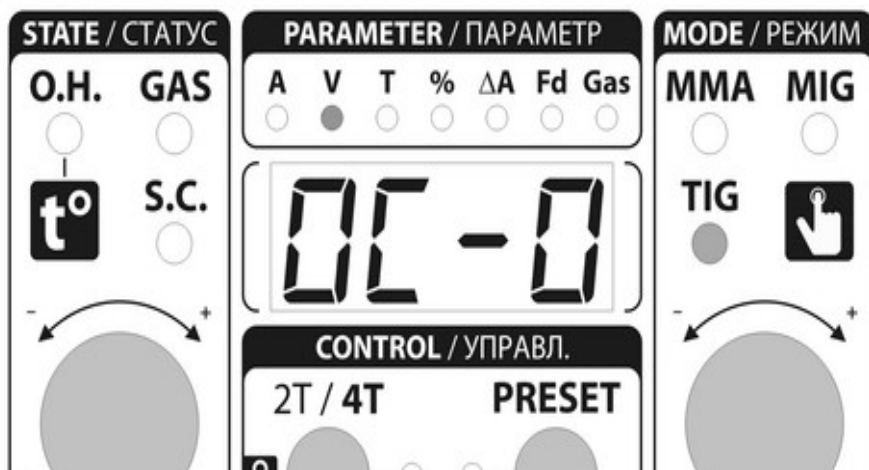 STATE / СТАТУС
PARAMETER / ПАРАМЕТР
MODE / РЕЖИМ
O.H. GAS
A V T % ΔA Fd Gas
MMA MIG
t° S.C.
OC-0
TIG
- +
- +
CONTROL / УПРАВЛ.
2T / 4T PRESET